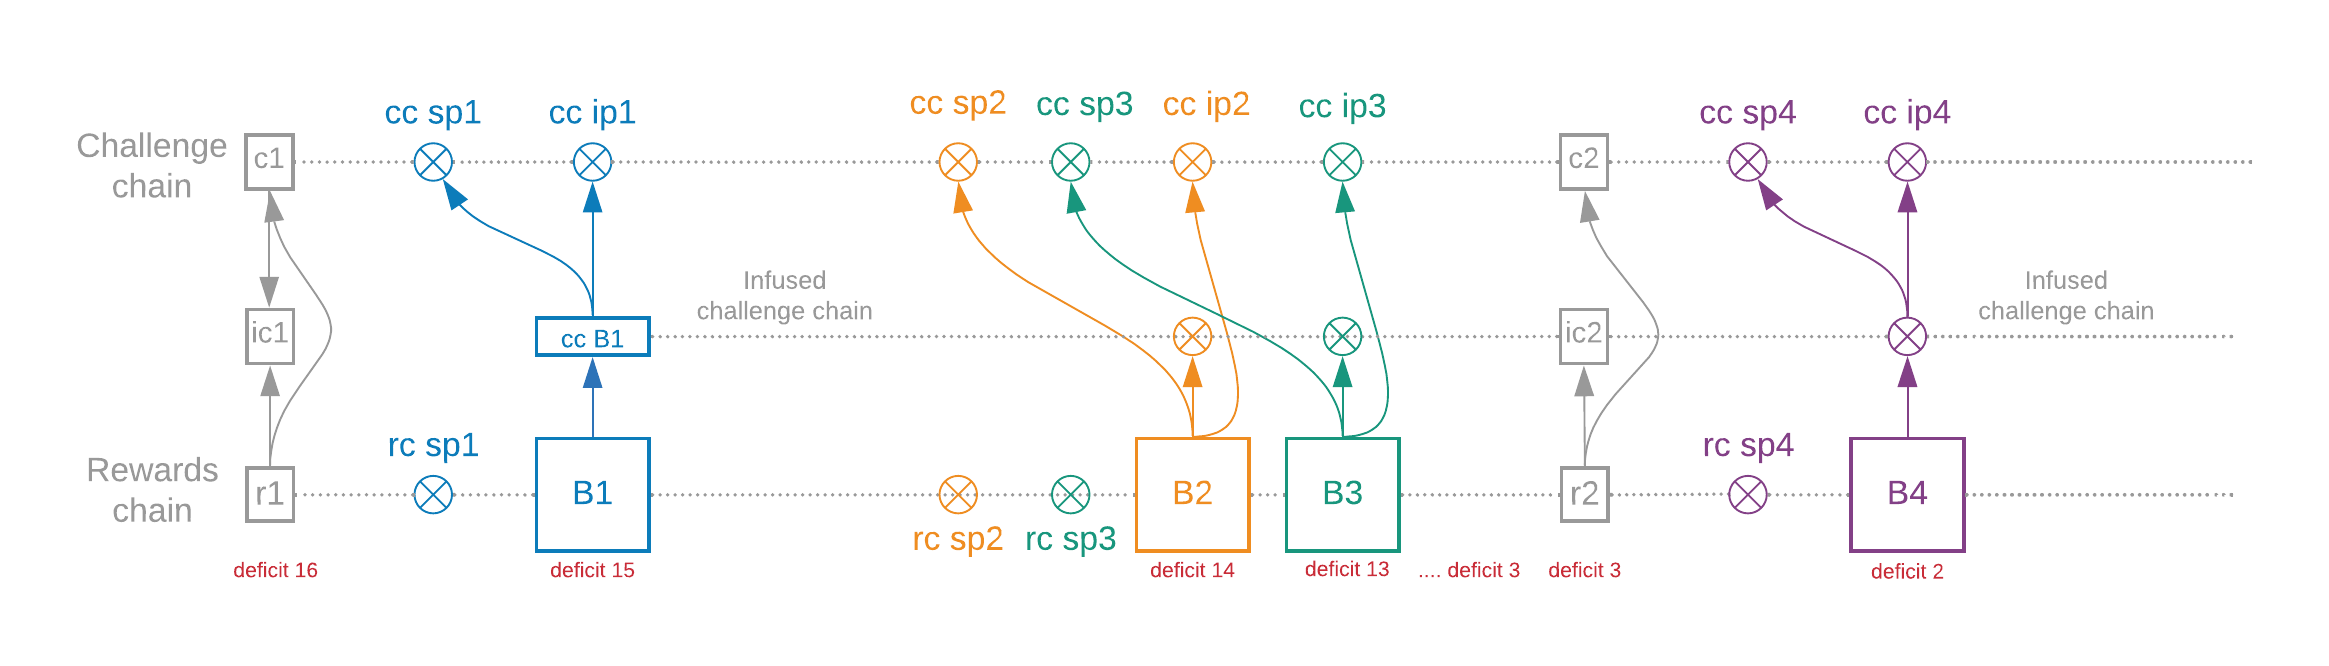 cc sp1
cc ip1
cc sp2
cc sp3
cc ip2
cc ip3
cc sp4
cc ip4
Challenge
chain
c1
c2
Infused
challenge chain
Infused
challenge chain
ic1
cc B1
ic2
rc sp1
rc sp4
Rewards
chain
r1
B1
B2
B3
r2
B4
rc sp2
rc sp3
deficit 16
deficit 15
deficit 14
deficit 13
.... deficit 3
deficit 3
deficit 2